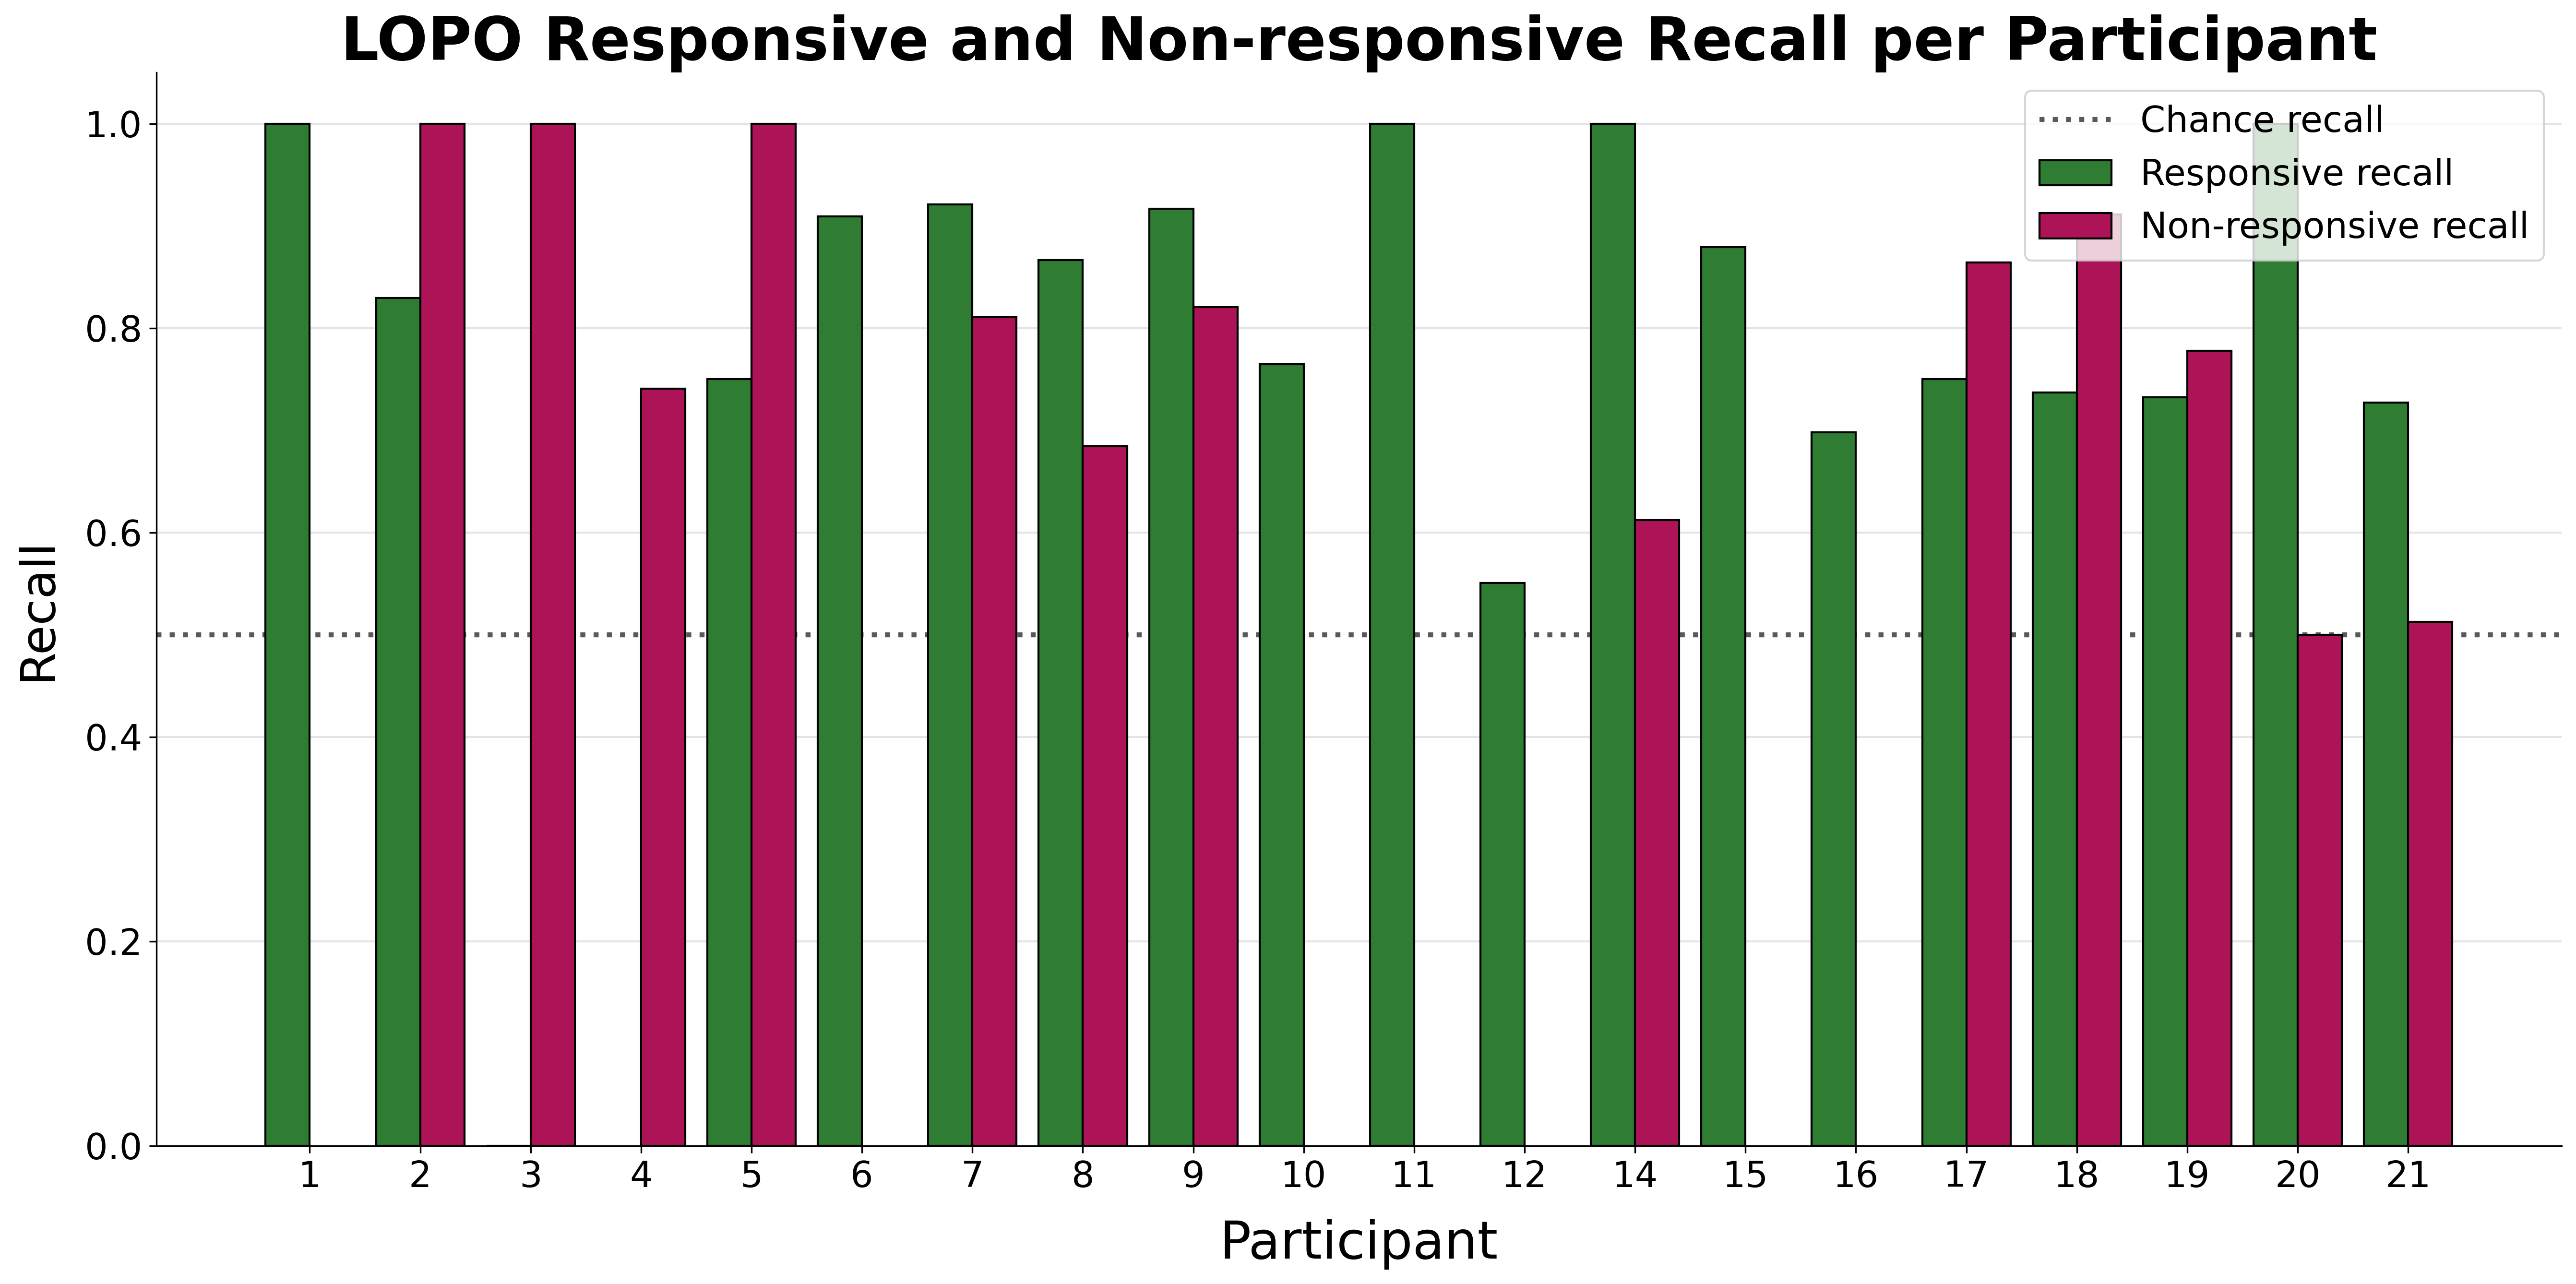 LOPO Responsive and Non-responsive Recall per Participant
Chance recall
Responsive recall
Non-responsive recall
1.0
0.8
0.6
0.4
0.2
0.0
Recall
1 2 3 4 5 6 7 8 9 10 11 12 14 15 16 17 18 19 20 21
Participant